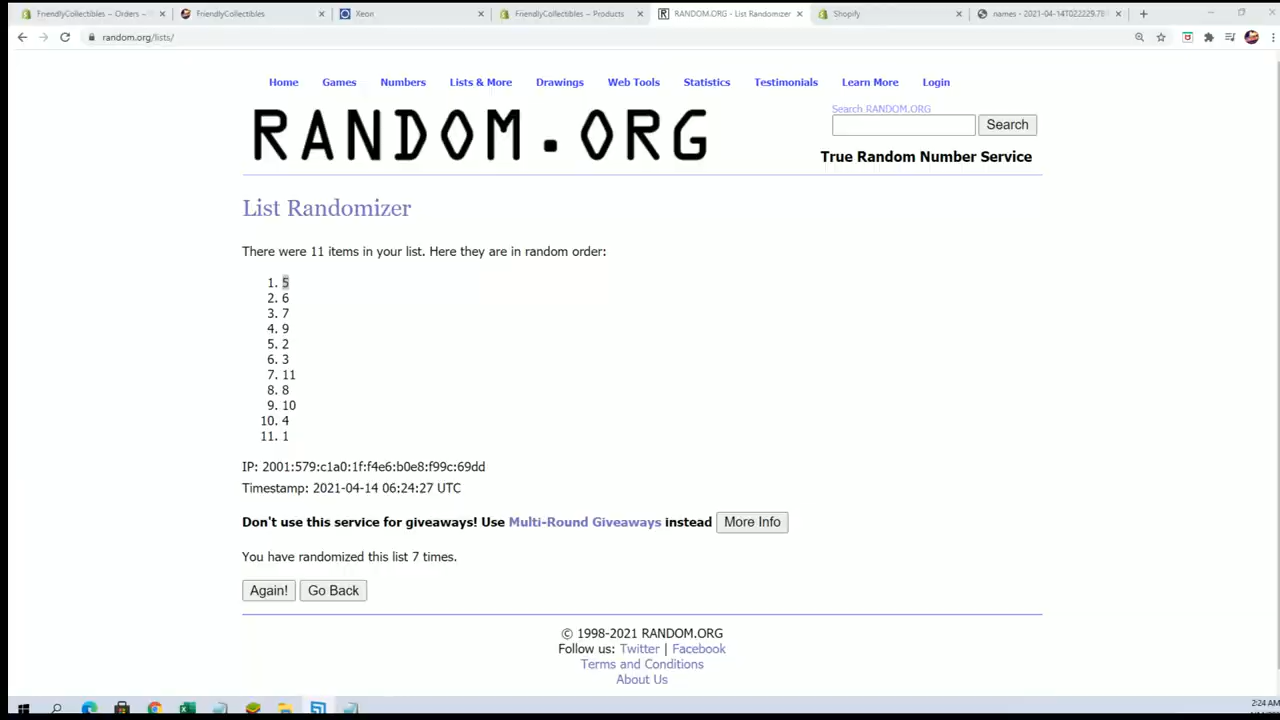 FriendlyCollectibles – Orders –
FriendlyCollectibles
Xeon
FriendlyCollectibles – Products
RANDOM.ORG - List Randomizer
Shopify
names - 2021-04-14T022229.78
random.org/lists/
Home Games Numbers Lists & More Drawings Web Tools Statistics Testimonials Learn More Login
RANDOM.ORG
Search RANDOM.ORG
Search
True Random Number Service
List Randomizer
There were 11 items in your list. Here they are in random order:
1. 5
2. 6
3. 7
4. 9
5. 2
6. 3
7. 11
8. 8
9. 10
10. 4
11. 1
IP: 2001:579:c1a0:1f:f4e6:b0e8:f99c:69dd
Timestamp: 2021-04-14 06:24:27 UTC
Don't use this service for giveaways! Use Multi-Round Giveaways instead More Info
You have randomized this list 7 times.
Again! Go Back
© 1998-2021 RANDOM.ORG
Follow us: Twitter | Facebook
Terms and Conditions
About Us
2:24 AM